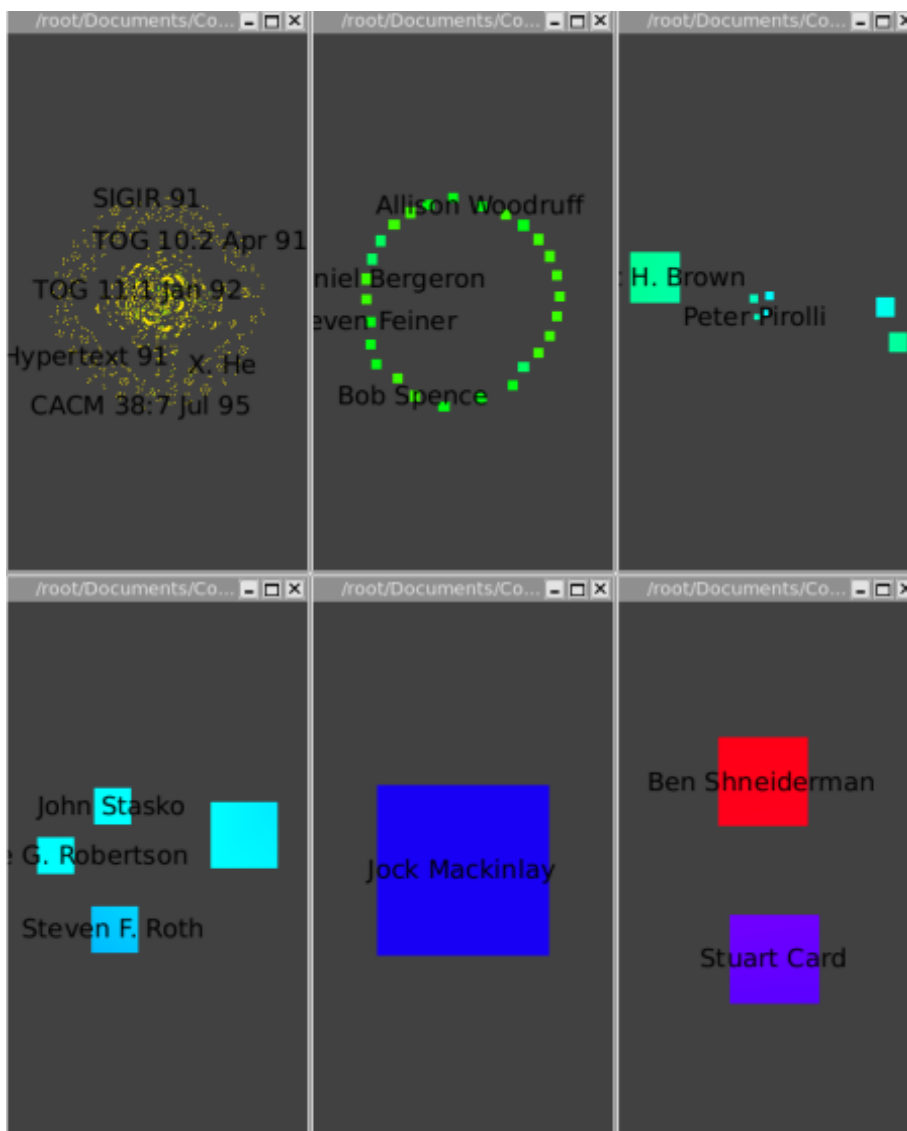 /root/Documents/Co...
/root/Documents/Co...
/root/Documents/Co...
SIGIR 91
TOG 10:2 Apr 91
TOG 11:1 Jan 92
Hypertext 91
X. He
CACM 38:7 Jul 95
Allison Woodruff
niel Bergeron
even Feiner
Bob Spence
H. Brown
Peter Pirolli
/root/Documents/Co...
/root/Documents/Co...
/root/Documents/Co...
John Stasko
e G. Robertson
Steven F. Roth
Jock Mackinlay
Ben Shneiderman
Stuart Card